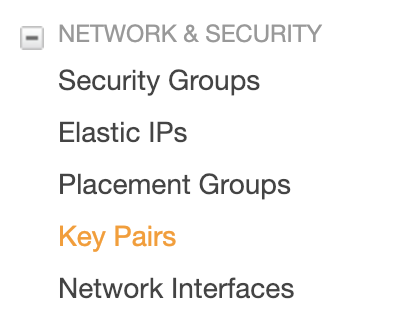 NETWORK & SECURITY
Security Groups
Elastic IPs
Placement Groups
Key Pairs
Network Interfaces